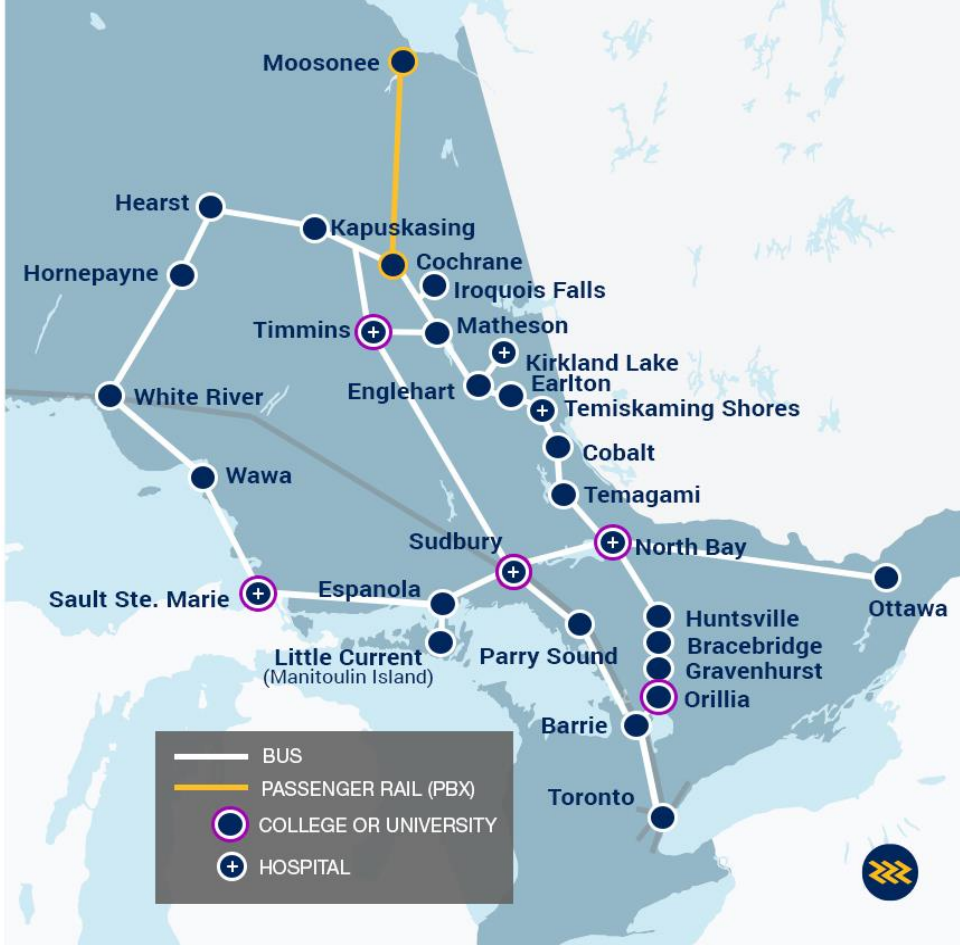 Moosonee
Hearst
Kapuskasing
Cochrane
Hornepayne
Iroquois Falls
Timmins
Matheson
Kirkland Lake
Earlton
Englehart
White River
Temiskaming Shores
Cobalt
Wawa
Temagami
Sudbury
North Bay
Espanola
Sault Ste. Marie
Ottawa
Huntsville
Little Current
(Manitoulin Island)
Parry Sound
Bracebridge
Gravenhurst
Orillia
Barrie
Toronto
BUS
PASSENGER RAIL (PBX)
COLLEGE OR UNIVERSITY
HOSPITAL